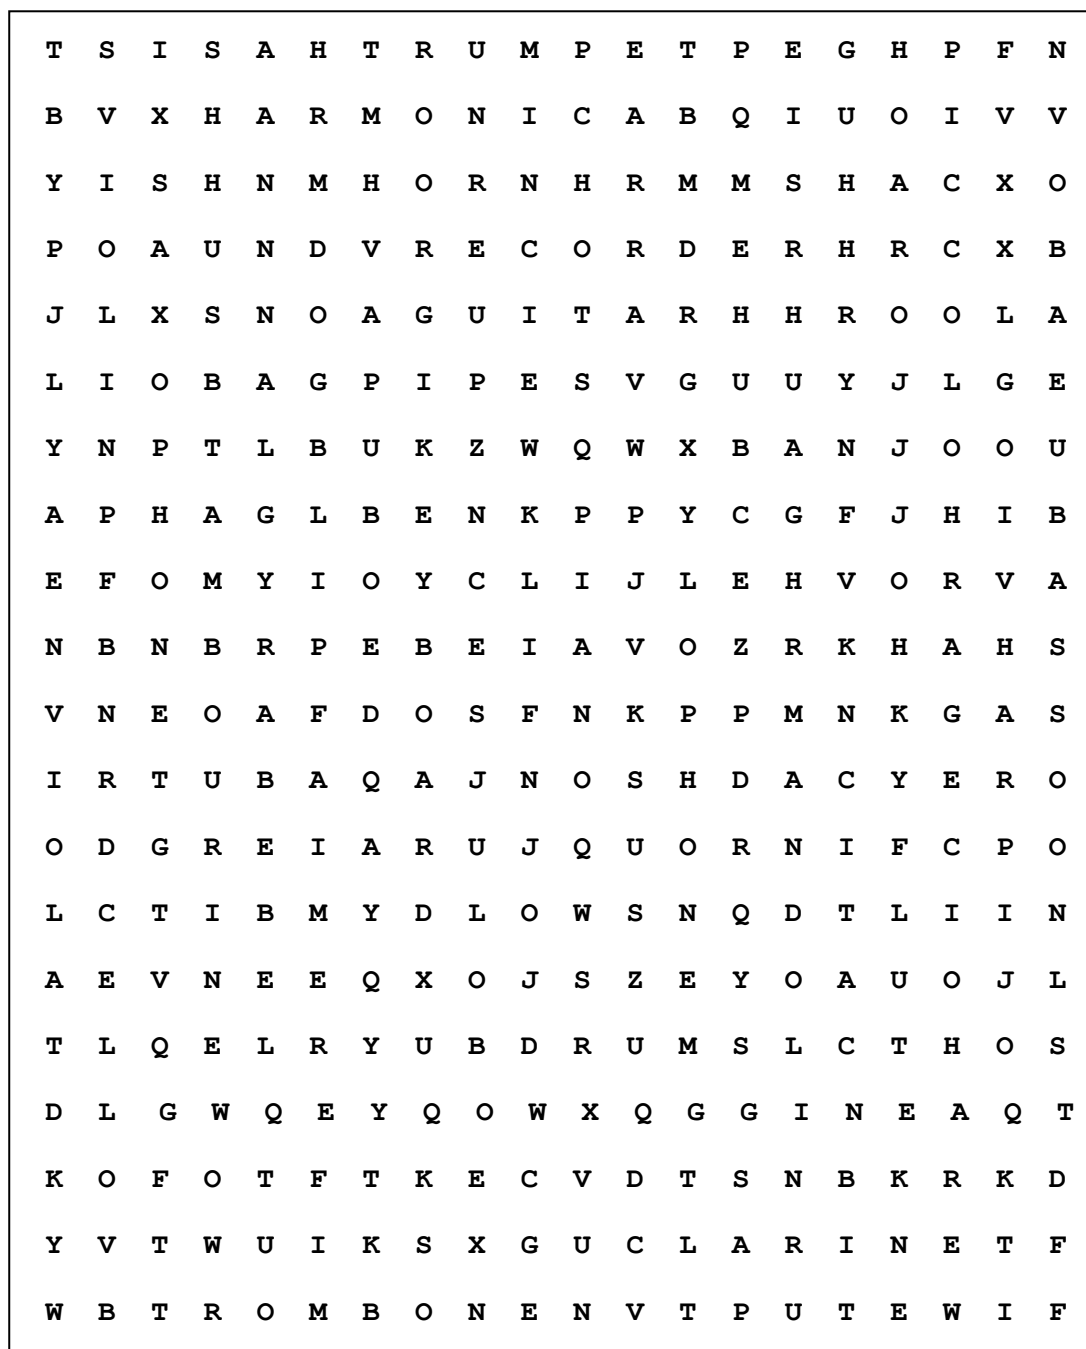 T S I S A H T R U M P E T P E G H P F N
B V X H A R M O N I C A B Q I U O I V V
Y I S H N M H O R N H R M M S H A C X O
P O A U N D V R E C O R D E R H R C X B
J L X S N O A G U I T A R H H R O O L A
L I O B A G P I P E S V G U U Y J L G E
Y N P T L B U K Z W Q W X B A N J O O U
A P H A G L B E N K P P Y C G F J H I B
E F O M Y I O Y C L I J L E H V O R V A
N B N B R P E B E I A V O Z R K H A H S
V N E O A F D O S F N K P P M N K G A S
I R T U B A Q A J N O S H D A C Y E R O
O D G R E I A R U J Q U O R N I F C P O
L C T I B M Y D L O W S N Q D T L I I N
A E V N E E Q X O J S Z E Y O A U O J L
T L Q E L R Y U B D R U M S L C T H O S
D L G W Q E Y Q O W X Q G G I N E A Q T
K O F O T F T K E C V D T S N B K R K D
Y V T W U I K S X G U C L A R I N E T F
W B T R O M B O N E N V T P U T E W I F